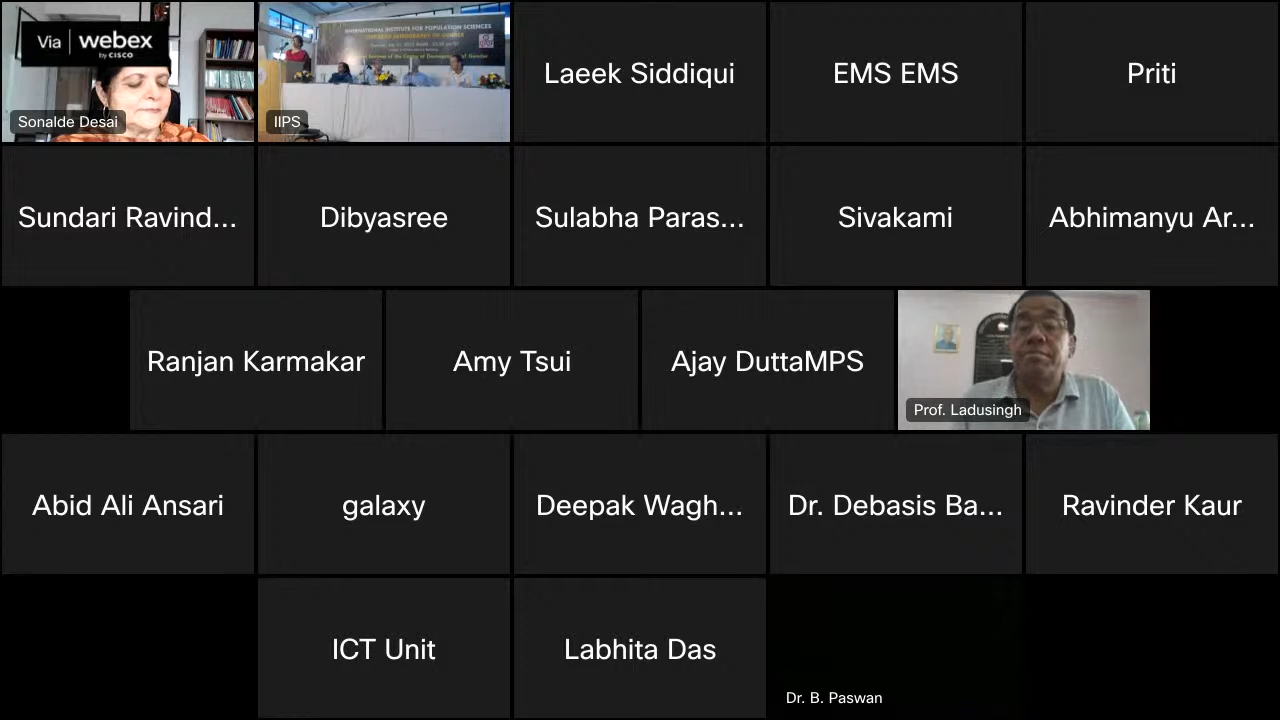 Via webex
by CISCO
Sonalde Desai
INTERNATIONAL INSTITUTE FOR POPULATION SCIENCES
IIPS
Laeek Siddiqui
EMS EMS
Priti
Sundari Ravind...
Dibyasree
Sulabha Paras...
Sivakami
Abhimanyu Ar...
Ranjan Karmakar
Amy Tsui
Ajay DuttaMPS
Prof. Ladusingh
Abid Ali Ansari
galaxy
Deepak Wagh...
Dr. Debasis Ba...
Ravinder Kaur
ICT Unit
Labhita Das
Dr. B. Paswan